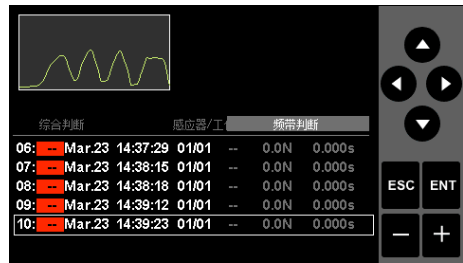 综合判断 感应器/工 频带判断
06: -- Mar.23 14:37:29 01/01 -- 0.0N 0.000s
07: -- Mar.23 14:38:15 01/01 -- 0.0N 0.000s
08: -- Mar.23 14:38:18 01/01 -- 0.0N 0.000s
09: -- Mar.23 14:39:12 01/01 -- 0.0N 0.000s
10: -- Mar.23 14:39:23 01/01 -- 0.0N 0.000s
ESC ENT
— +